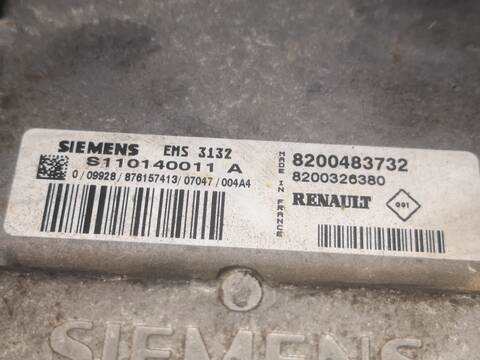 SIEMENS EMS 3132
S110140011 A
0/09928/876157413/07047/004A4
MADE IN FRANCE
8200483732
8200326380
RENAULT
001
SIEMENS